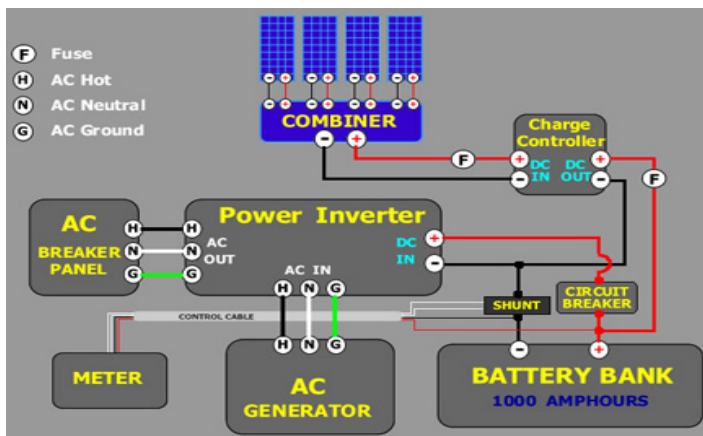 F Fuse
H AC Hot
N AC Neutral
G AC Ground
- + - + - + - +
COMBINER
- +
Charge
Controller
F
+ DC DC +
- IN OUT -
F
AC
BREAKER
PANEL
H H
N N
G G
Power Inverter
AC
OUT
AC IN
DC +
IN -
H N G
CONTROL CABLE
SHUNT
CIRCUIT
BREAKER
METER
H N G
AC
GENERATOR
- +
BATTERY BANK
1000 AMPHOURS